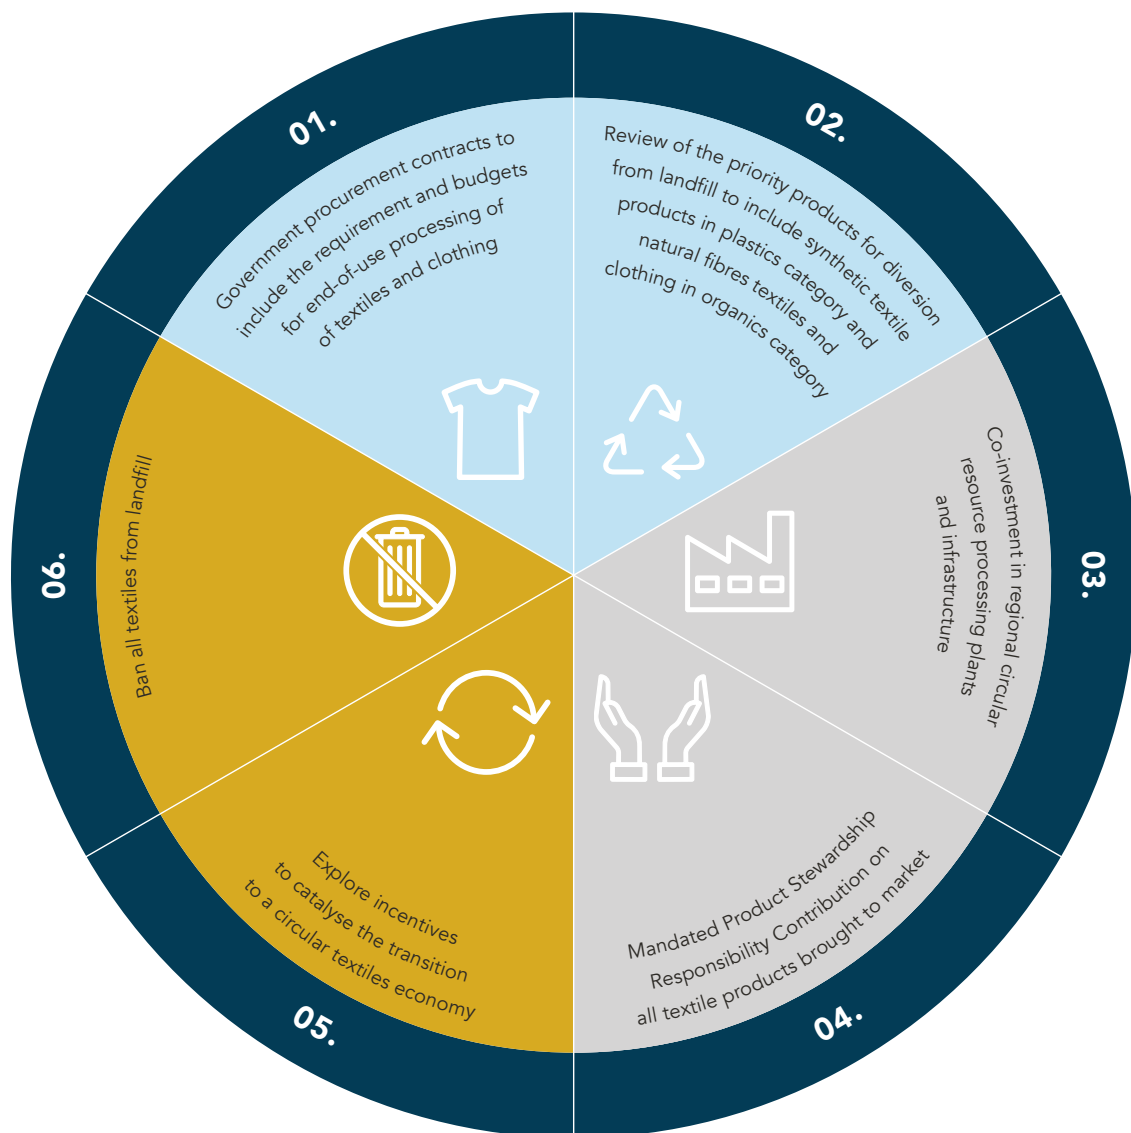 01.
Government procurement contracts to
include the requirement and budgets
for end-of-use processing of
of textiles and clothing
02.
Review of the priority products for diversion
from landfill to include synthetic textile
products in plastics category and
natural fibres textiles and
clothing in organics category
03.
Co-investment in regional circular
resource processing plants
and infrastructure
04.
Mandated Product Stewardship
Responsibility Contribution on
all textile products brought to market
05.
Explore incentives
to catalyse the transition
to a circular textiles economy
06.
Ban all textiles from landfill